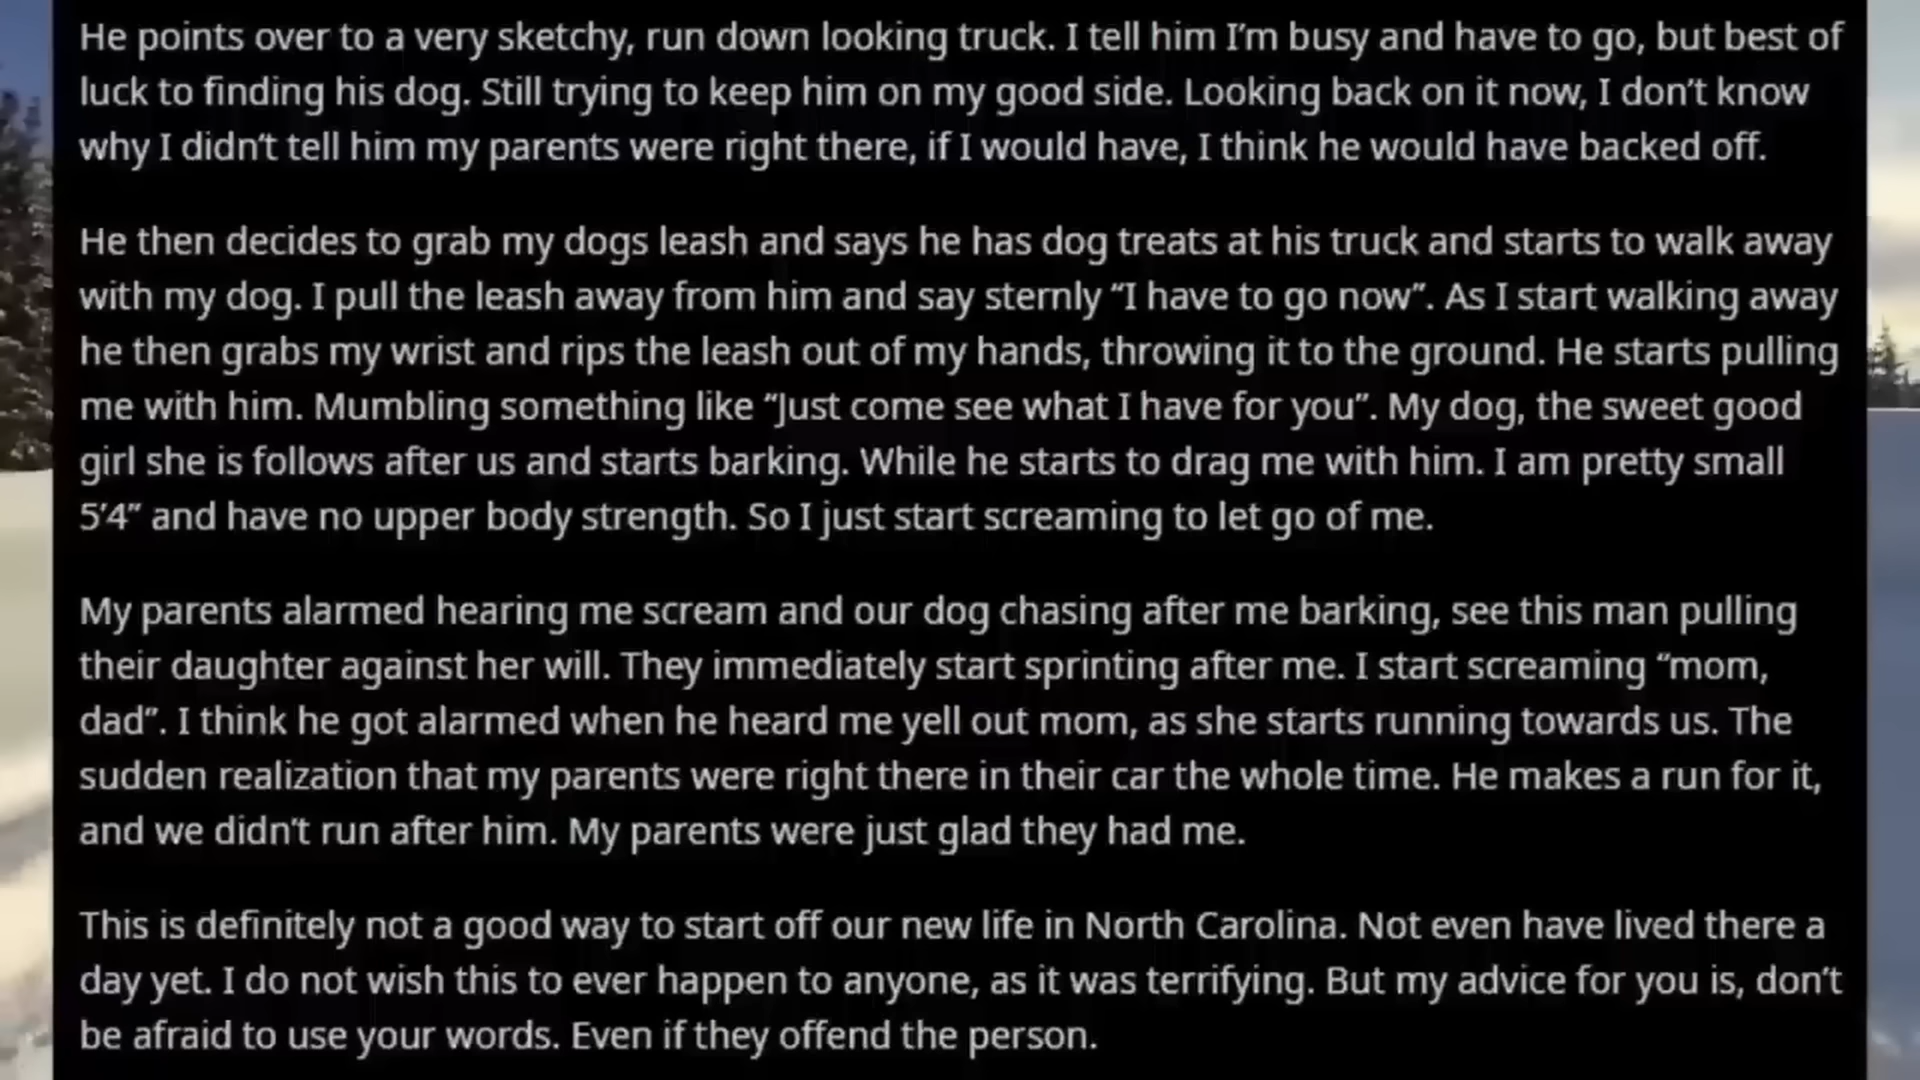 He points over to a very sketchy, run down looking truck. I tell him I’m busy and have to go, but best of
luck to finding his dog. Still trying to keep him on my good side. Looking back on it now, I don’t know
why I didn’t tell him my parents were right there, if I would have, I think he would have backed off.
He then decides to grab my dogs leash and says he has dog treats at his truck and starts to walk away
with my dog. I pull the leash away from him and say sternly “I have to go now”. As I start walking away
he then grabs my wrist and rips the leash out of my hands, throwing it to the ground. He starts pulling
me with him. Mumbling something like “Just come see what I have for you”. My dog, the sweet good
girl she is follows after us and starts barking. While he starts to drag me with him. I am pretty small
5’4” and have no upper body strength. So I just start screaming to let go of me.
My parents alarmed hearing me scream and our dog chasing after me barking, see this man pulling
their daughter against her will. They immediately start sprinting after me. I start screaming “mom,
dad”. I think he got alarmed when he heard me yell out mom, as she starts running towards us. The
sudden realization that my parents were right there in their car the whole time. He makes a run for it,
and we didn’t run after him. My parents were just glad they had me.
This is definitely not a good way to start off our new life in North Carolina. Not even have lived there a
day yet. I do not wish this to ever happen to anyone, as it was terrifying. But my advice for you is, don’t
be afraid to use your words. Even if they offend the person.